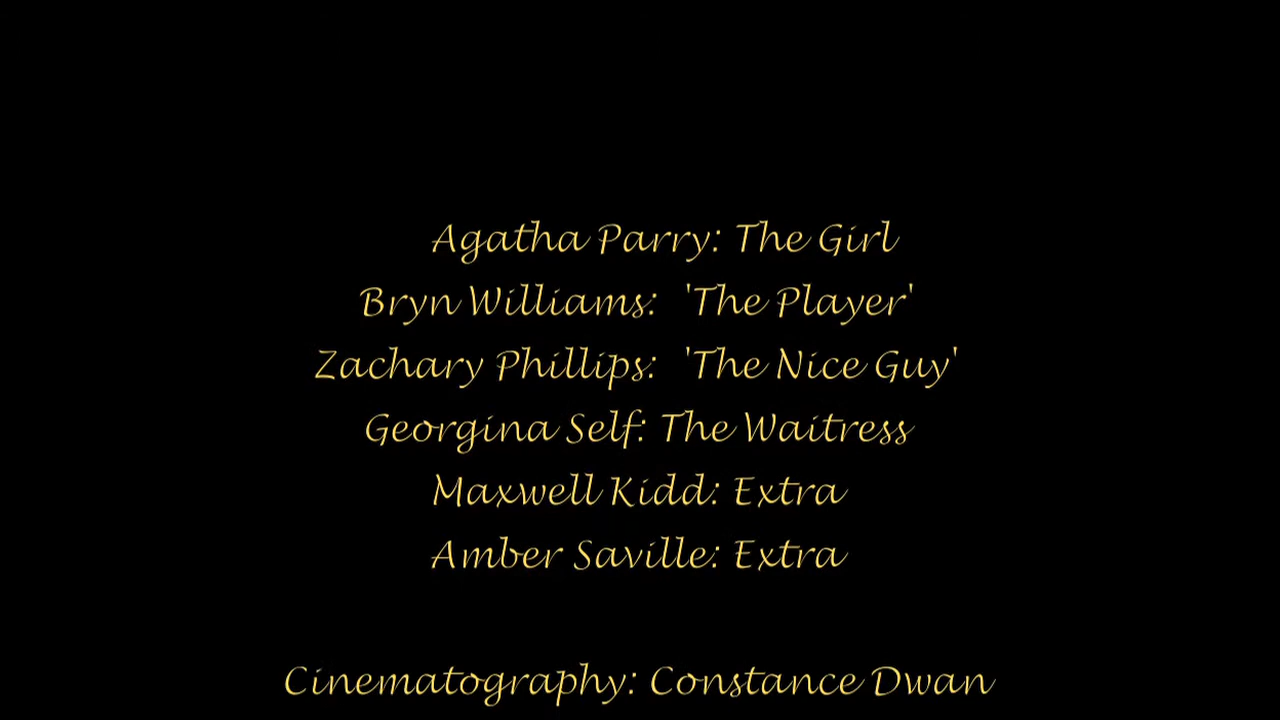 Agatha Parry: The Girl
Bryn Williams: 'The Player'
Zachary Phillips: 'The Nice Guy'
Georgina Self: The Waitress
Maxwell Kidd: Extra
Amber Saville: Extra
Cinematography: Constance Dwan